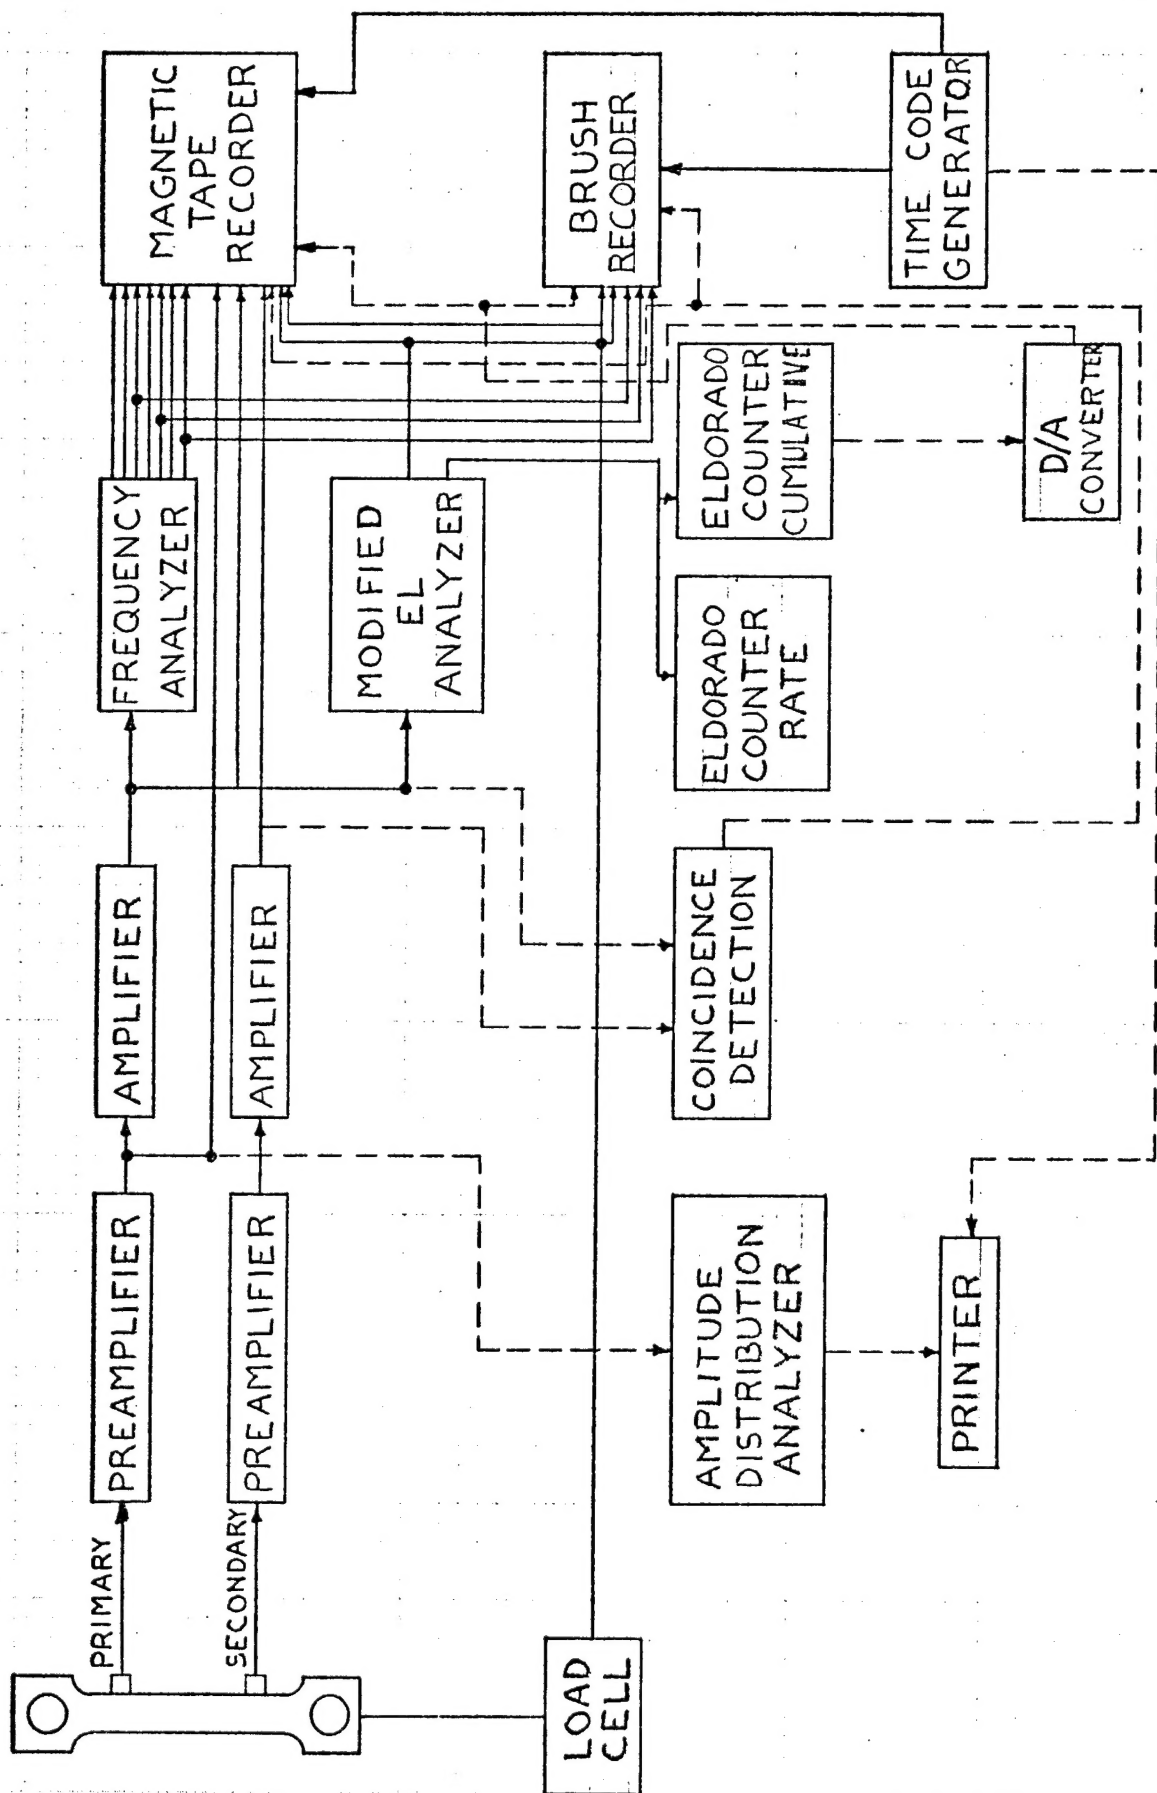 PRIMARY
SECONDARY
PREAMPLIFIER
PREAMPLIFIER
AMPLIFIER
AMPLIFIER
FREQUENCY
ANALYZER
MAGNETIC
TAPE
RECORDER
MODIFIED
EL
ANALYZER
BRUSH
RECORDER
LOAD
CELL
AMPLITUDE
DISTRIBUTION
ANALYZER
COINCIDENCE
DETECTION
ELDORADO
COUNTER
RATE
ELDORADO
COUNTER
CUMULATIVE
TIME CODE
GENERATOR
PRINTER
D/A
CONVERTER